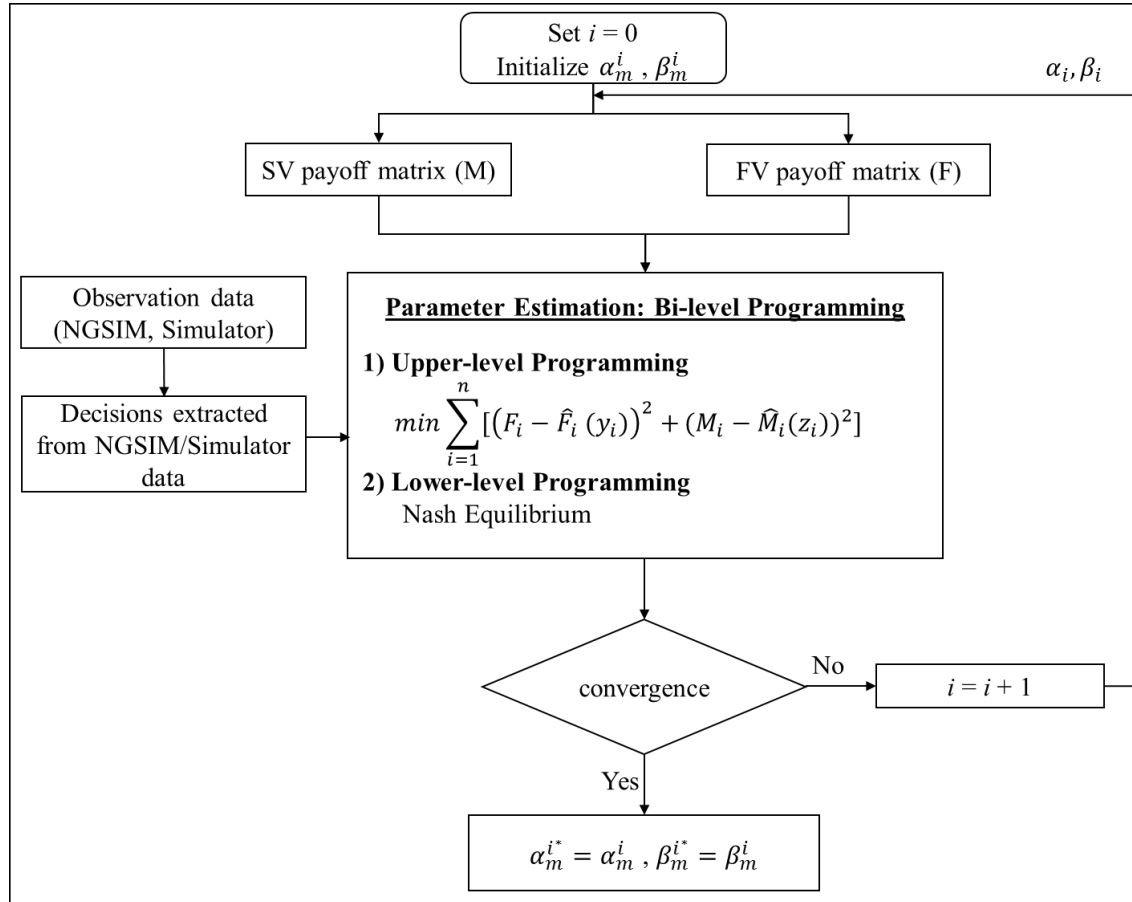 Set i = 0
Initialize α_m^i , β_m^i
α_i, β_i
SV payoff matrix (M)
FV payoff matrix (F)
Observation data
(NGSIM, Simulator)
Decisions extracted
from NGSIM/Simulator
data
Parameter Estimation: Bi-level Programming
1) Upper-level Programming
min ∑_{i=1}^{n} [(F_i − F̂_i (y_i))^2 + (M_i − M̂_i(z_i))^2]
2) Lower-level Programming
Nash Equilibrium
convergence
No
i = i + 1
Yes
α_m^{i*} = α_m^i , β_m^{i*} = β_m^i